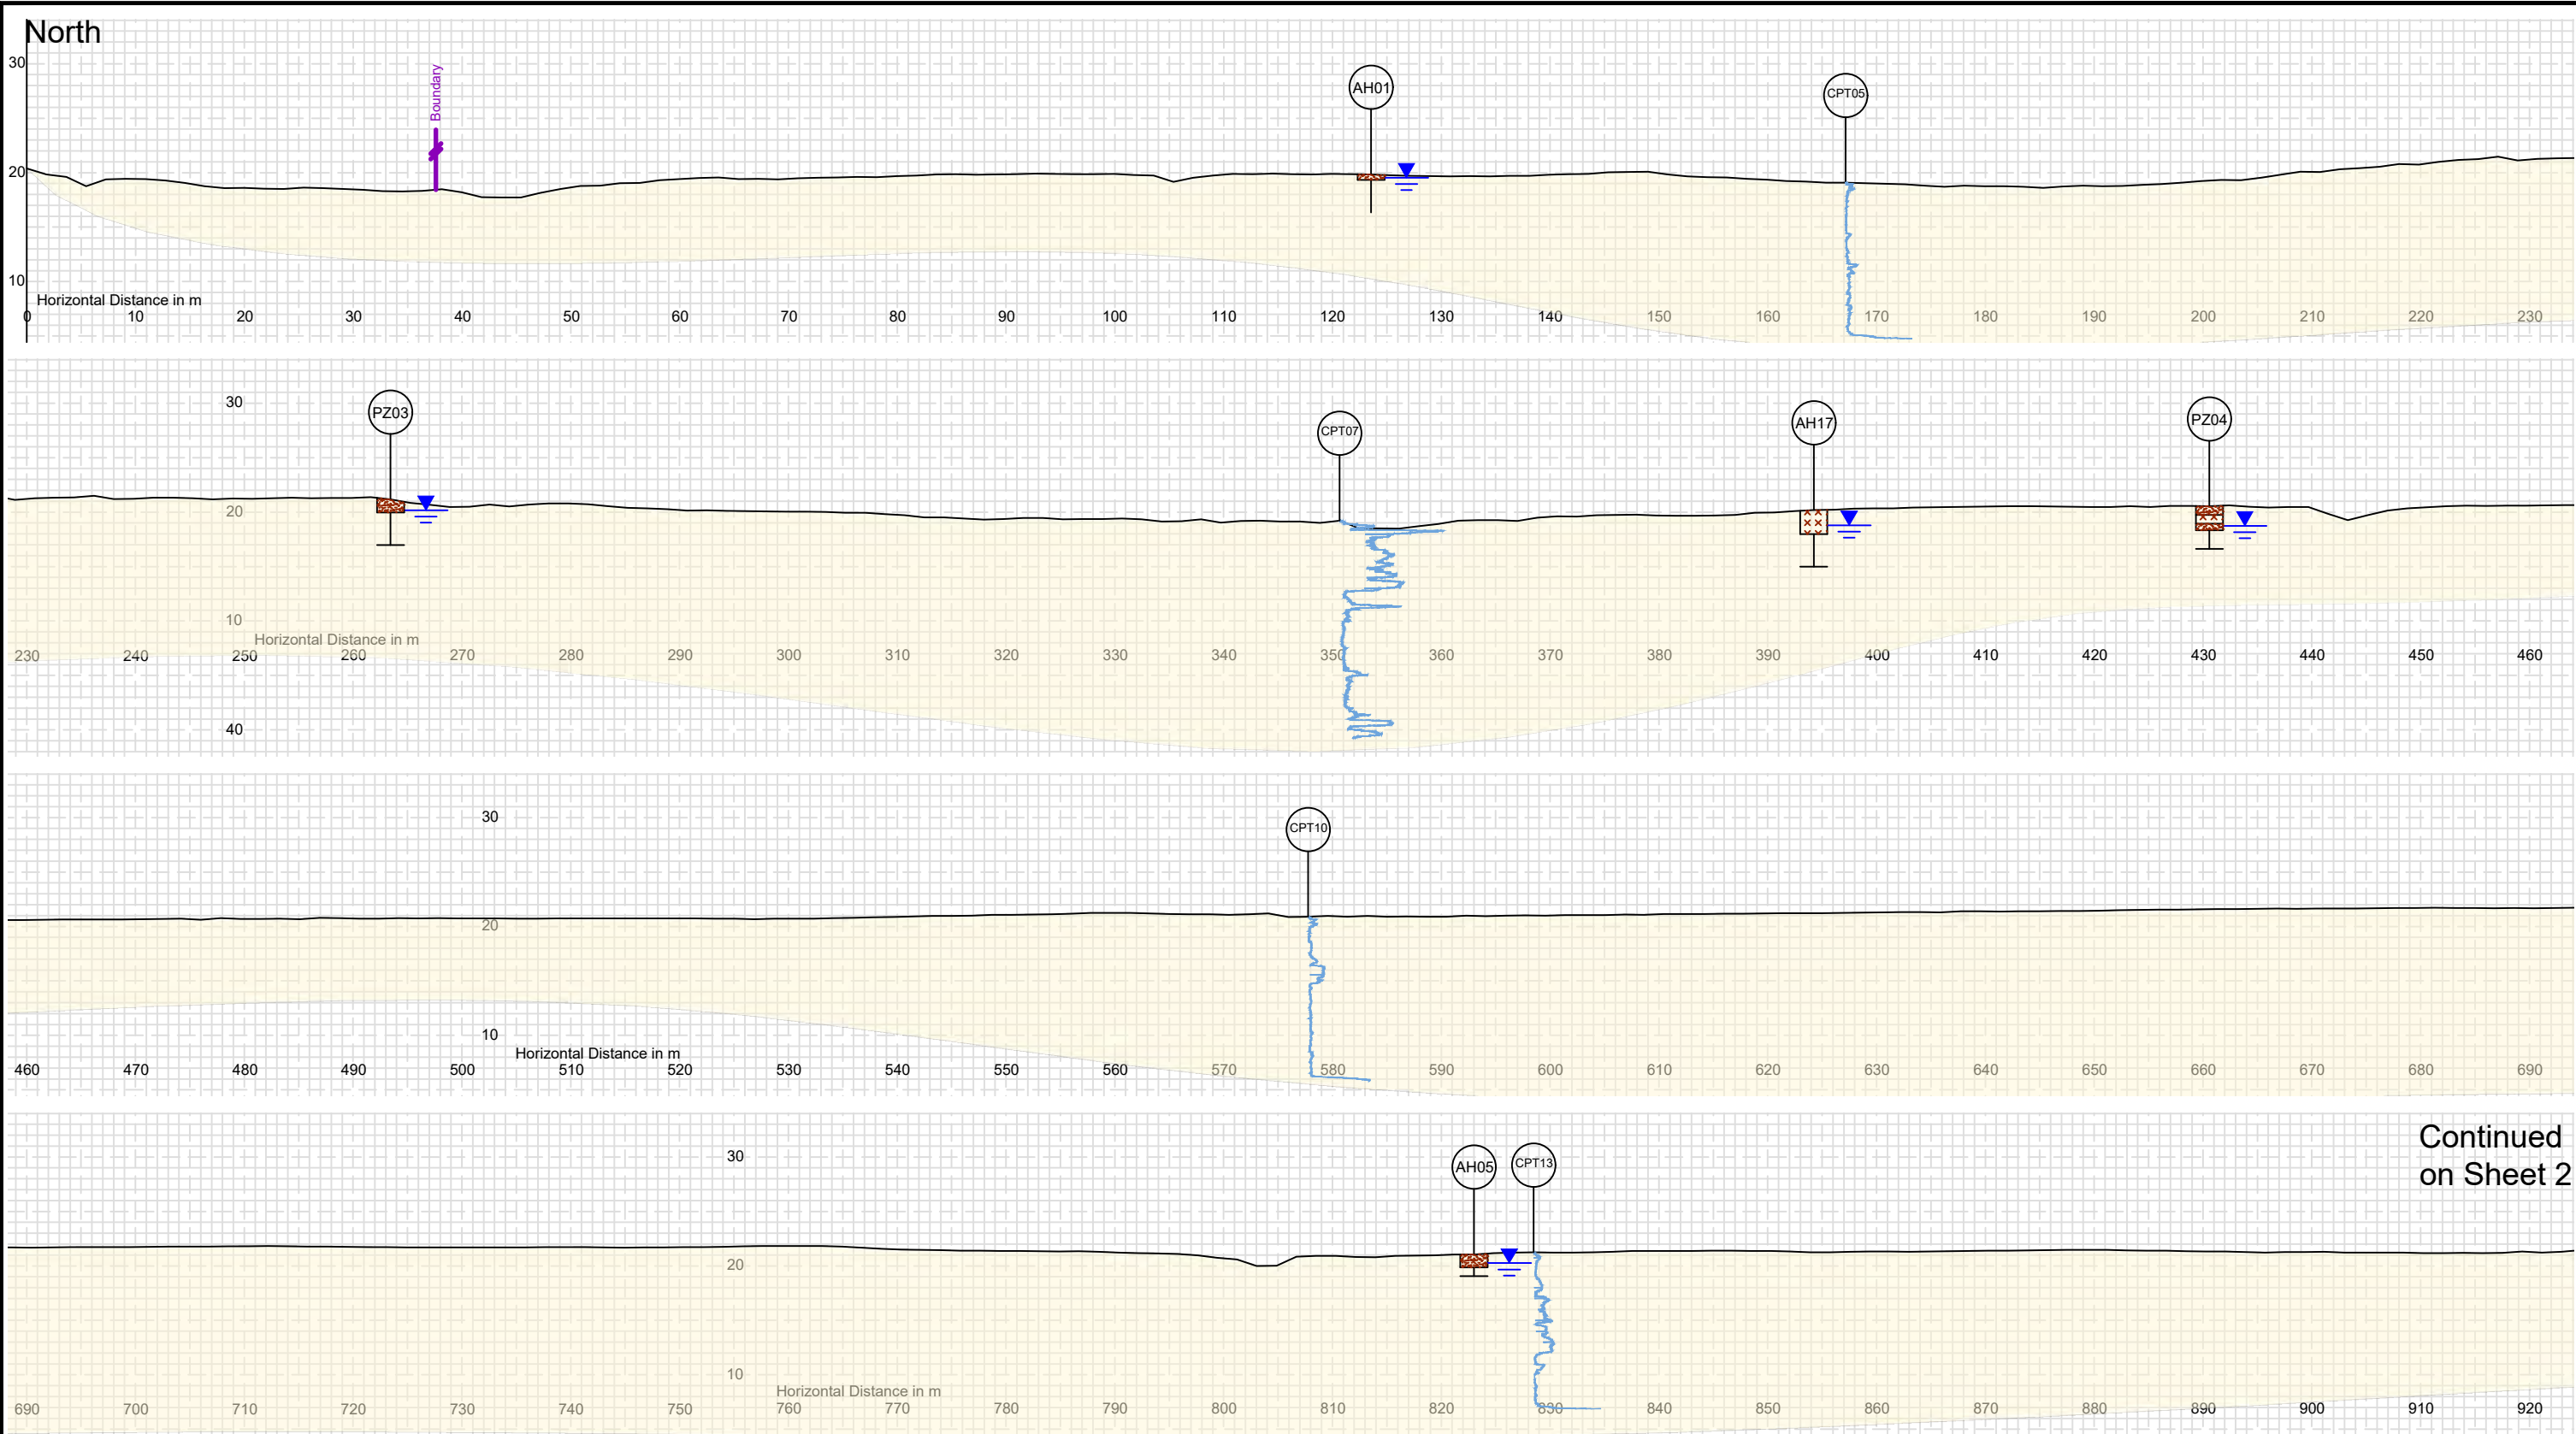 North
30
Boundary
AH01
CPT05
20
10
Horizontal Distance in m
0 10 20 30 40 50 60 70 80 90 100 110 120 130 140 150 160 170 180 190 200 210 220 230
30
PZ03
CPT07
AH17
PZ04
20
10
Horizontal Distance in m
230 240 250 260 270 280 290 300 310 320 330 340 350 360 370 380 390 400 410 420 430 440 450 460
40
30
CPT10
20
10
Horizontal Distance in m
460 470 480 490 500 510 520 530 540 550 560 570 580 590 600 610 620 630 640 650 660 670 680 690
Continued
on Sheet 2
30
AH05
CPT13
20
10
Horizontal Distance in m
690 700 710 720 730 740 750 760 770 780 790 800 810 820 830 840 850 860 870 880 890 900 910 920